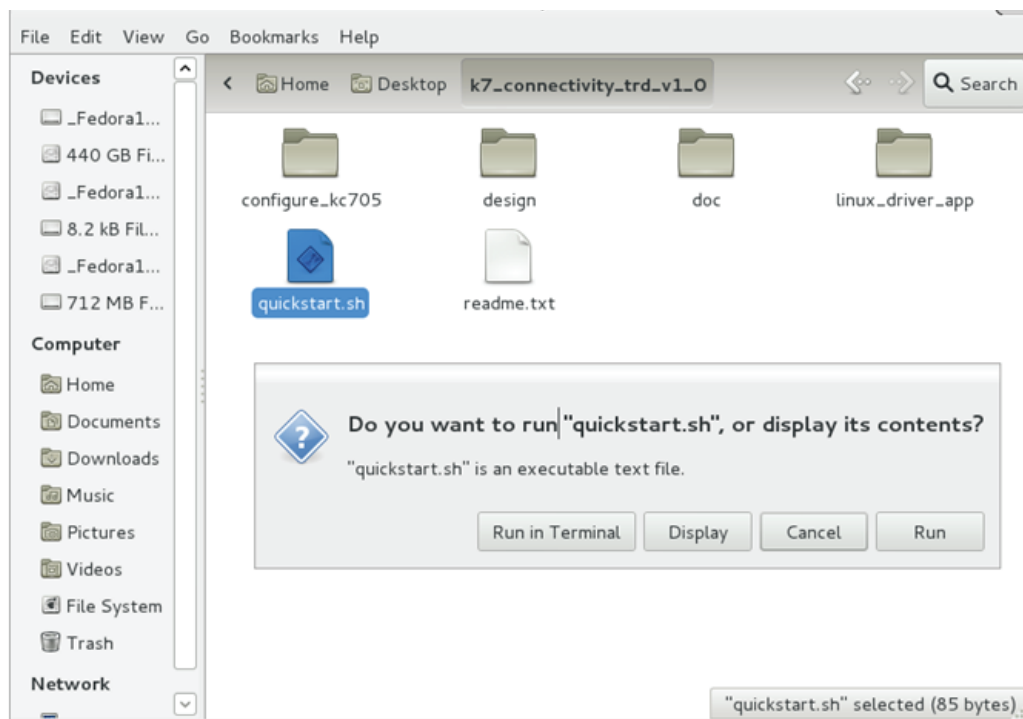 File Edit View Go Bookmarks Help
Devices
_Fedora1...
440 GB Fi...
_Fedora1...
8.2 kB Fil...
_Fedora1...
712 MB F...
Computer
Home
Documents
Downloads
Music
Pictures
Videos
File System
Trash
Network
Home Desktop k7_connectivity_trd_v1_0 Search
configure_kc705 design doc linux_driver_app
quickstart.sh readme.txt
Do you want to run "quickstart.sh", or display its contents?
"quickstart.sh" is an executable text file.
Run in Terminal Display Cancel Run
"quickstart.sh" selected (85 bytes)